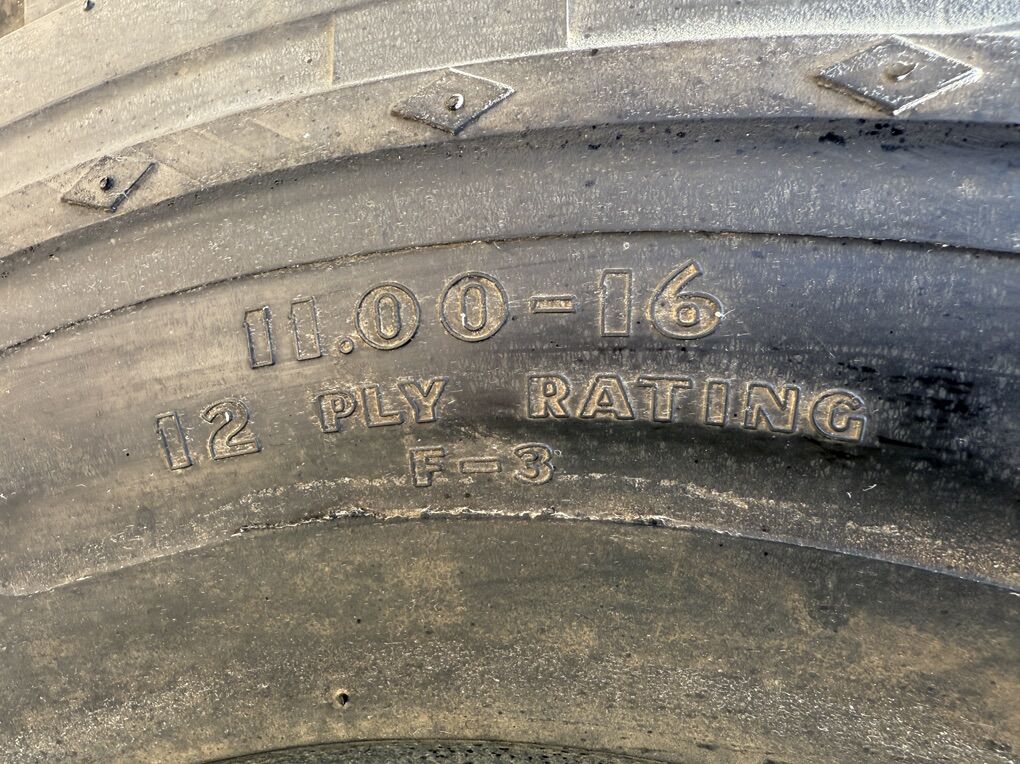 11.00-16
12 PLY RATING
F-3